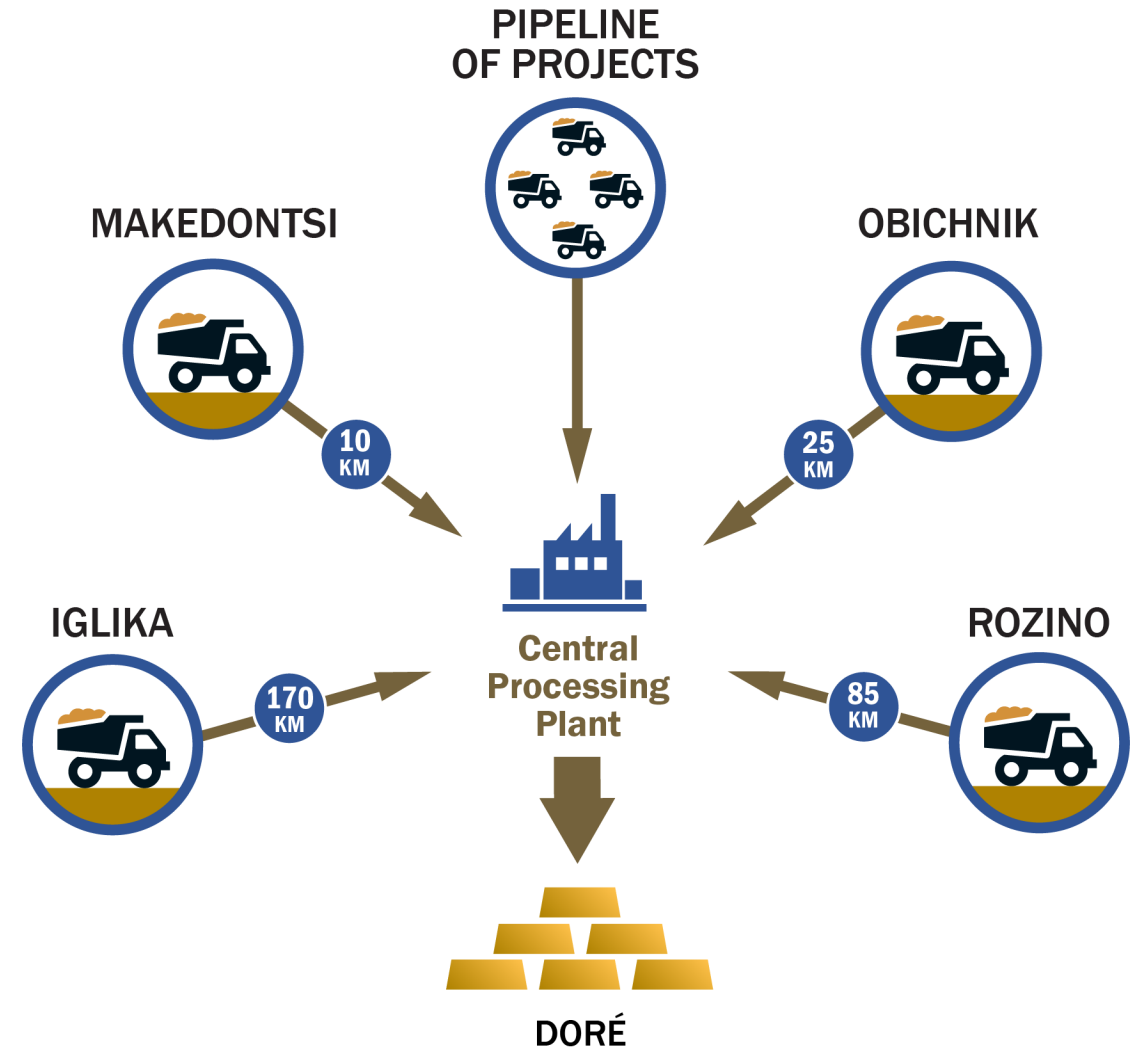 PIPELINE
OF PROJECTS
MAKEDONTSI
OBICHNIK
10
KM
25
KM
IGLIKA
ROZINO
Central
Processing
Plant
170
KM
85
KM
DORÉ